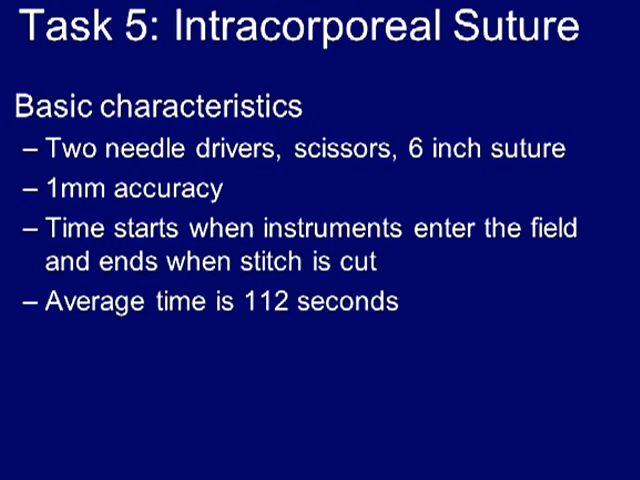 Task 5: Intracorporeal Suture
Basic characteristics
– Two needle drivers, scissors, 6 inch suture
– 1mm accuracy
– Time starts when instruments enter the field
and ends when stitch is cut
– Average time is 112 seconds